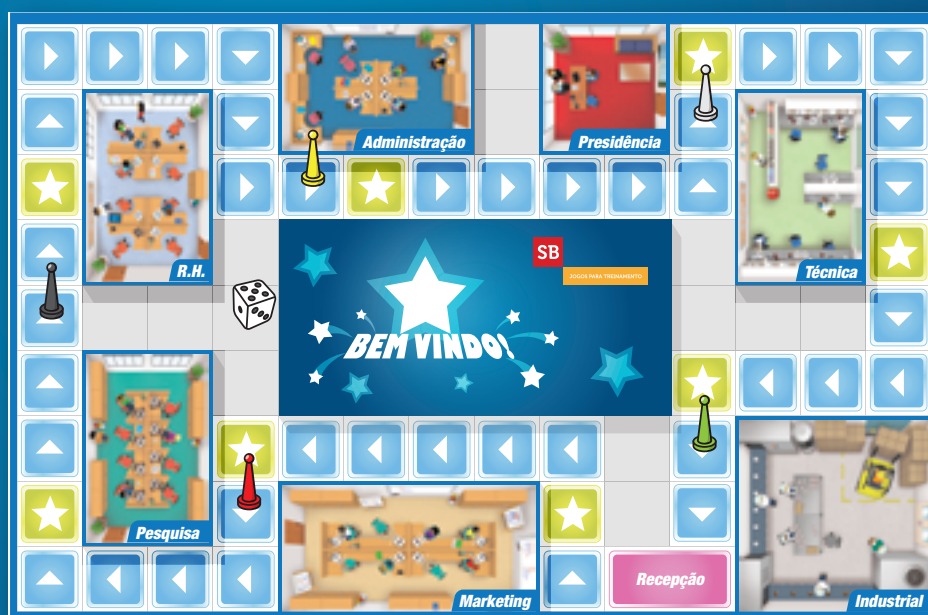 Administração
Presidência
R.H.
Técnica
SB
JOGOS PARA TREINAMENTO
BEM VINDO!
Pesquisa
Marketing
Recepção
Industrial